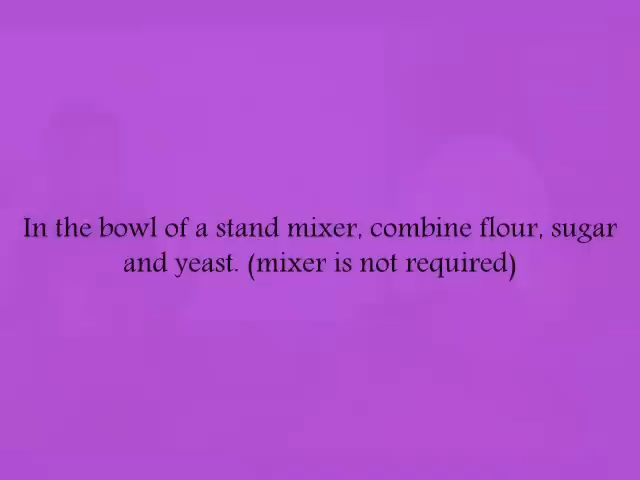 In the bowl of a stand mixer, combine flour, sugar
and yeast. (mixer is not required)